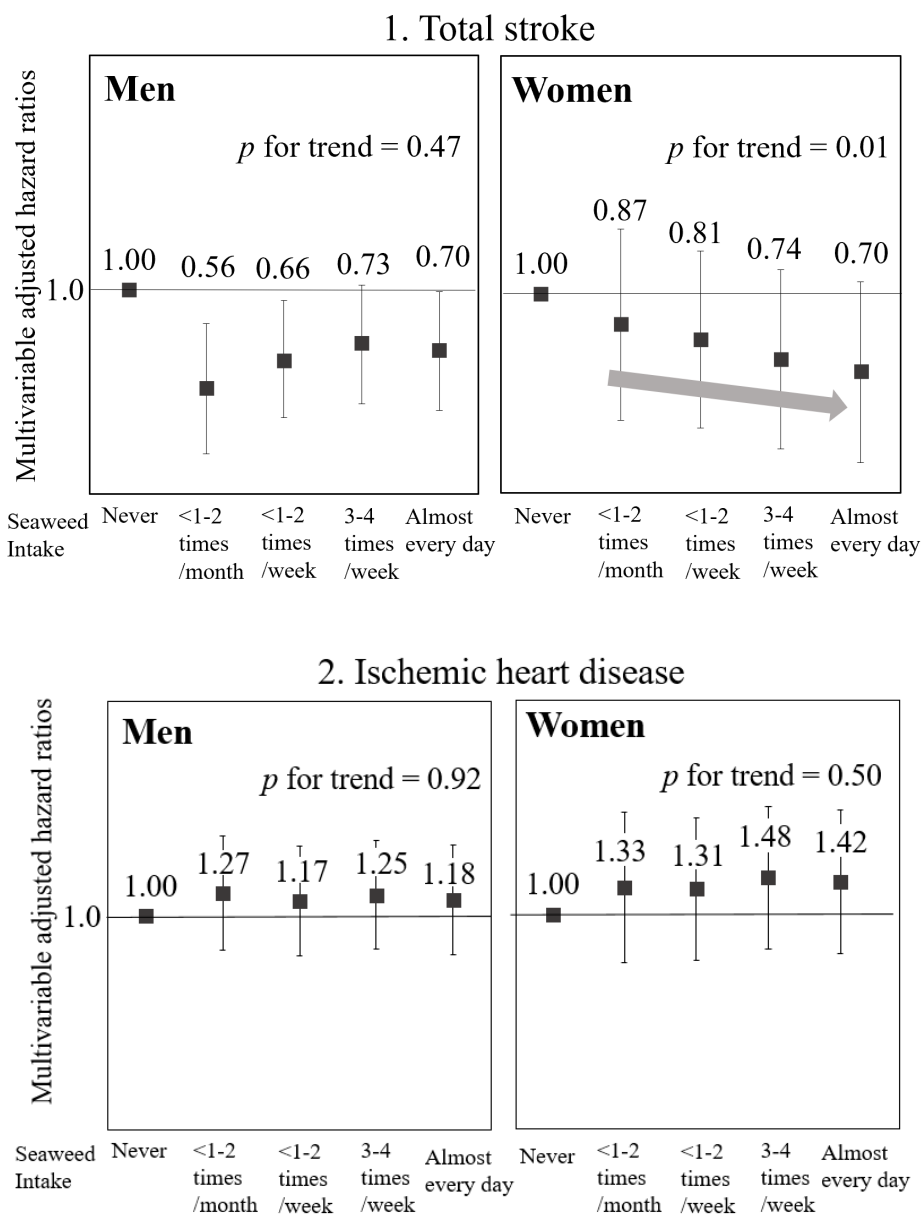 1. Total stroke
Multivariable adjusted hazard ratios
1.0
Men
p for trend = 0.47
1.00
0.56
0.66
0.73
0.70
Women
p for trend = 0.01
1.00
0.87
0.81
0.74
0.70
Seaweed
Intake
Never
<1-2
times
/month
<1-2
times
/week
3-4
times
/week
Almost
every day
Never
<1-2
times
/month
<1-2
times
/week
3-4
times
/week
Almost
every day
2. Ischemic heart disease
Multivariable adjusted hazard ratios
1.0
Men
p for trend = 0.92
1.00
1.27
1.17
1.25
1.18
Women
p for trend = 0.50
1.00
1.33
1.31
1.48
1.42
Seaweed
Intake
Never
<1-2
times
/month
<1-2
times
/week
3-4
times
/week
Almost
every day
Never
<1-2
times
/month
<1-2
times
/week
3-4
times
/week
Almost
every day